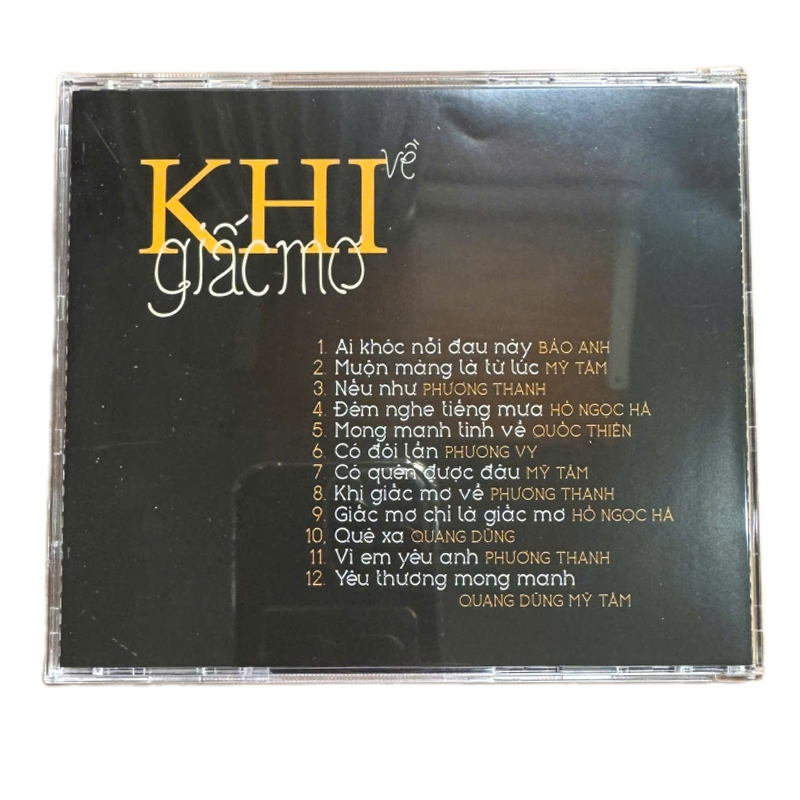 KHI về
giấc mơ
1. Ai khóc nỗi đau này BẢO ANH
2. Muộn màng là từ lúc MỸ TÂM
3. Nếu như PHƯƠNG THANH
4. Đêm nghe tiếng mưa HỒ NGỌC HÀ
5. Mong manh tình về QUỐC THIÊN
6. Có đôi lần PHƯƠNG VY
7. Có quên được đâu MỸ TÂM
8. Khi giấc mơ về PHƯƠNG THANH
9. Giấc mơ chỉ là giấc mơ HỒ NGỌC HÀ
10. Quê xa QUANG DŨNG
11. Vì em yêu anh PHƯƠNG THANH
12. Yêu thương mong manh
QUANG DŨNG MỸ TÂM